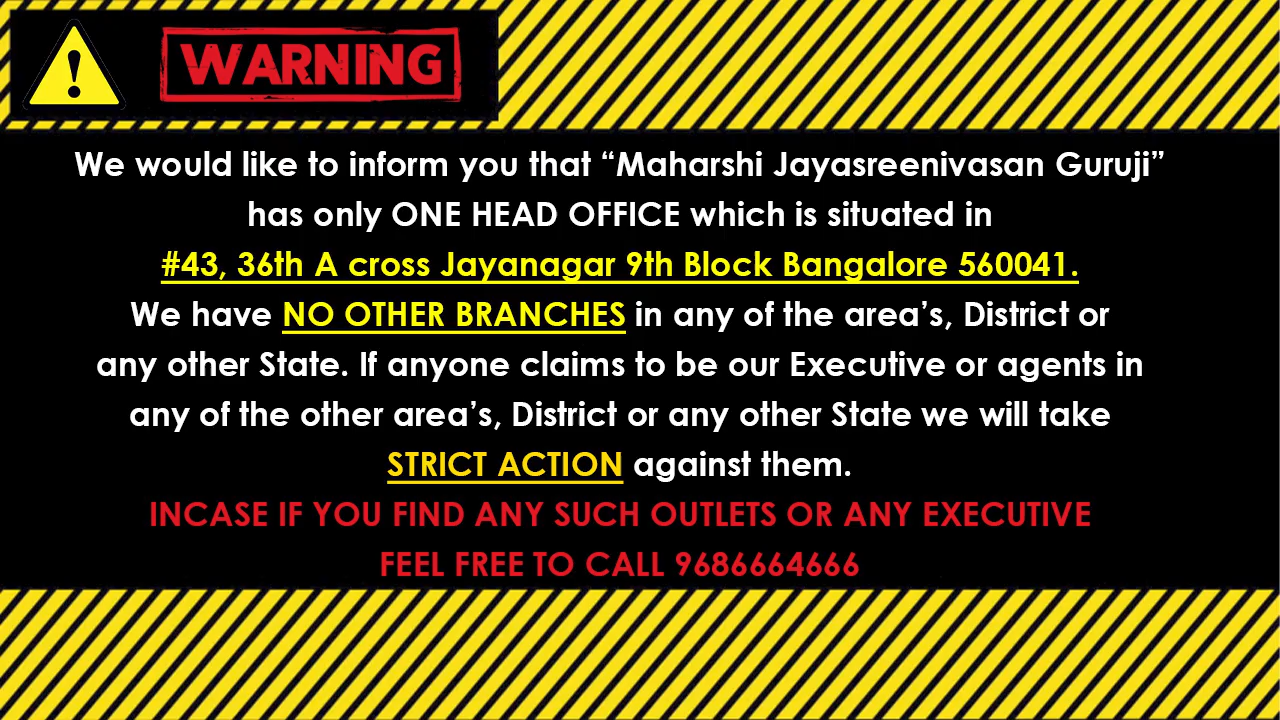 WARNING
We would like to inform you that “Maharshi Jayasreenivasan Guruji”
has only ONE HEAD OFFICE which is situated in
#43, 36th A cross Jayanagar 9th Block Bangalore 560041.
We have NO OTHER BRANCHES in any of the area’s, District or
any other State. If anyone claims to be our Executive or agents in
any of the other area’s, District or any other State we will take
STRICT ACTION against them.
INCASE IF YOU FIND ANY SUCH OUTLETS OR ANY EXECUTIVE
FEEL FREE TO CALL 9686664666